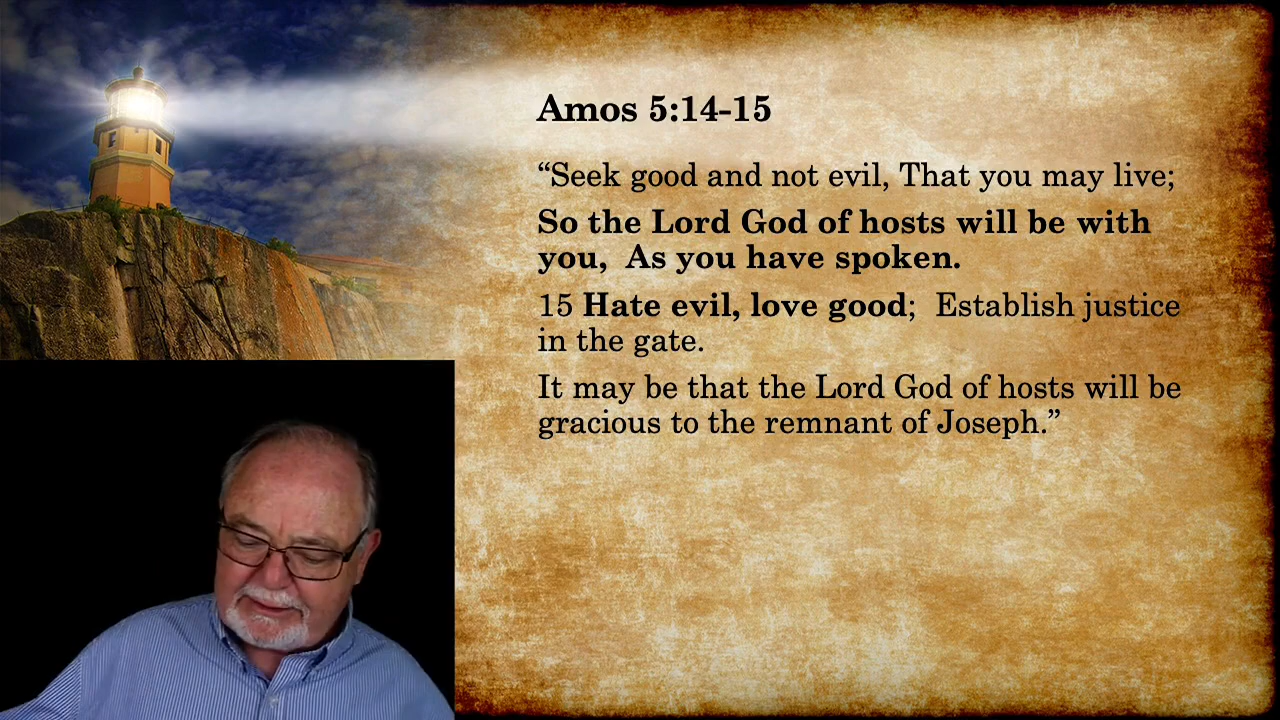 Amos 5:14-15
“Seek good and not evil, That you may live;
So the Lord God of hosts will be with
you,  As you have spoken.
15 Hate evil, love good;  Establish justice
in the gate.
It may be that the Lord God of hosts will be
gracious to the remnant of Joseph.”